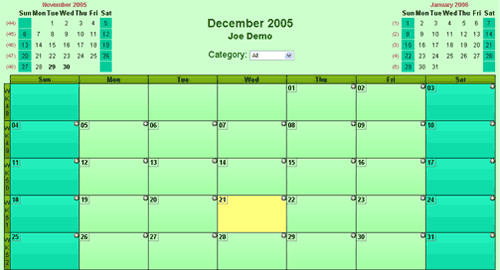 November 2005
Sun Mon Tue Wed Thu Fri Sat
(44) 1 2 3 4 5
(45) 6 7 8 9 10 11 12
(46) 13 14 15 16 17 18 19
(47) 20 21 22 23 24 25 26
(48) 27 28 29 30
December 2005
Joe Demo
Category: All
January 2006
Sun Mon Tue Wed Thu Fri Sat
(1) 1 2 3 4 5 6 7
(2) 8 9 10 11 12 13 14
(3) 15 16 17 18 19 20 21
(4) 22 23 24 25 26 27 28
(5) 29 30 31
Sun Mon Tue Wed Thu Fri Sat
WK48 01 02 03
WK49 04 05 06 07 08 09 10
WK50 11 12 13 14 15 16 17
WK51 18 19 20 21 22 23 24
WK52 25 26 27 28 29 30 31